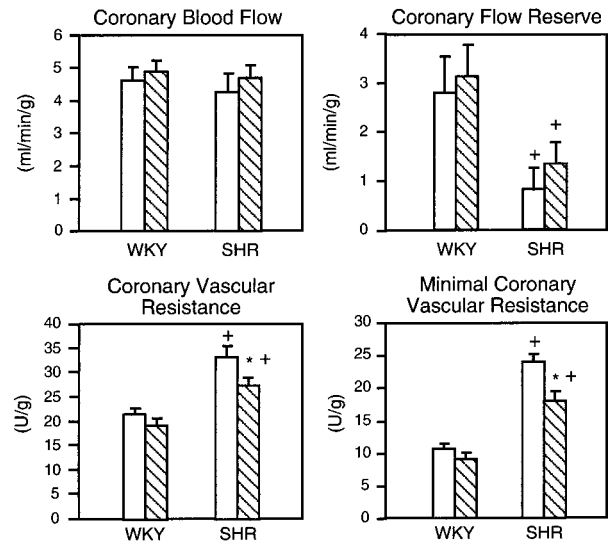 Coronary Blood Flow
(ml/min/g)
6
5
4
3
2
1
0
WKY SHR
Coronary Flow Reserve
(ml/min/g)
4
3
2
1
0
+ +
WKY SHR
Coronary Vascular
Resistance
(U/g)
40
35
30
25
20
15
10
5
0
+
* +
WKY SHR
Minimal Coronary
Vascular Resistance
(U/g)
30
25
20
15
10
5
0
+
* +
WKY SHR